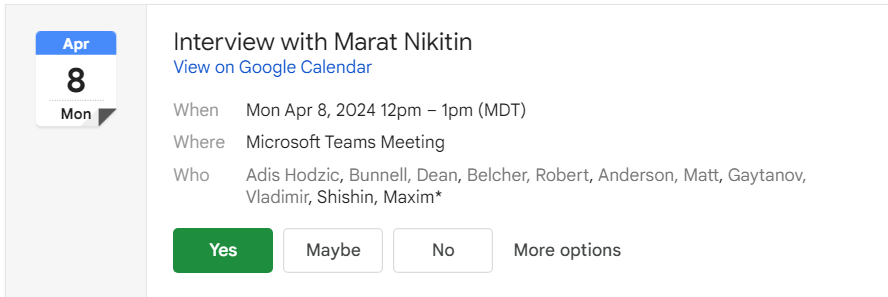 Apr
8
Mon
Interview with Marat Nikitin
View on Google Calendar
When Mon Apr 8, 2024 12pm – 1pm (MDT)
Where Microsoft Teams Meeting
Who Adis Hodzic, Bunnell, Dean, Belcher, Robert, Anderson, Matt, Gaytanov,
Vladimir, Shishin, Maxim*
Yes Maybe No More options